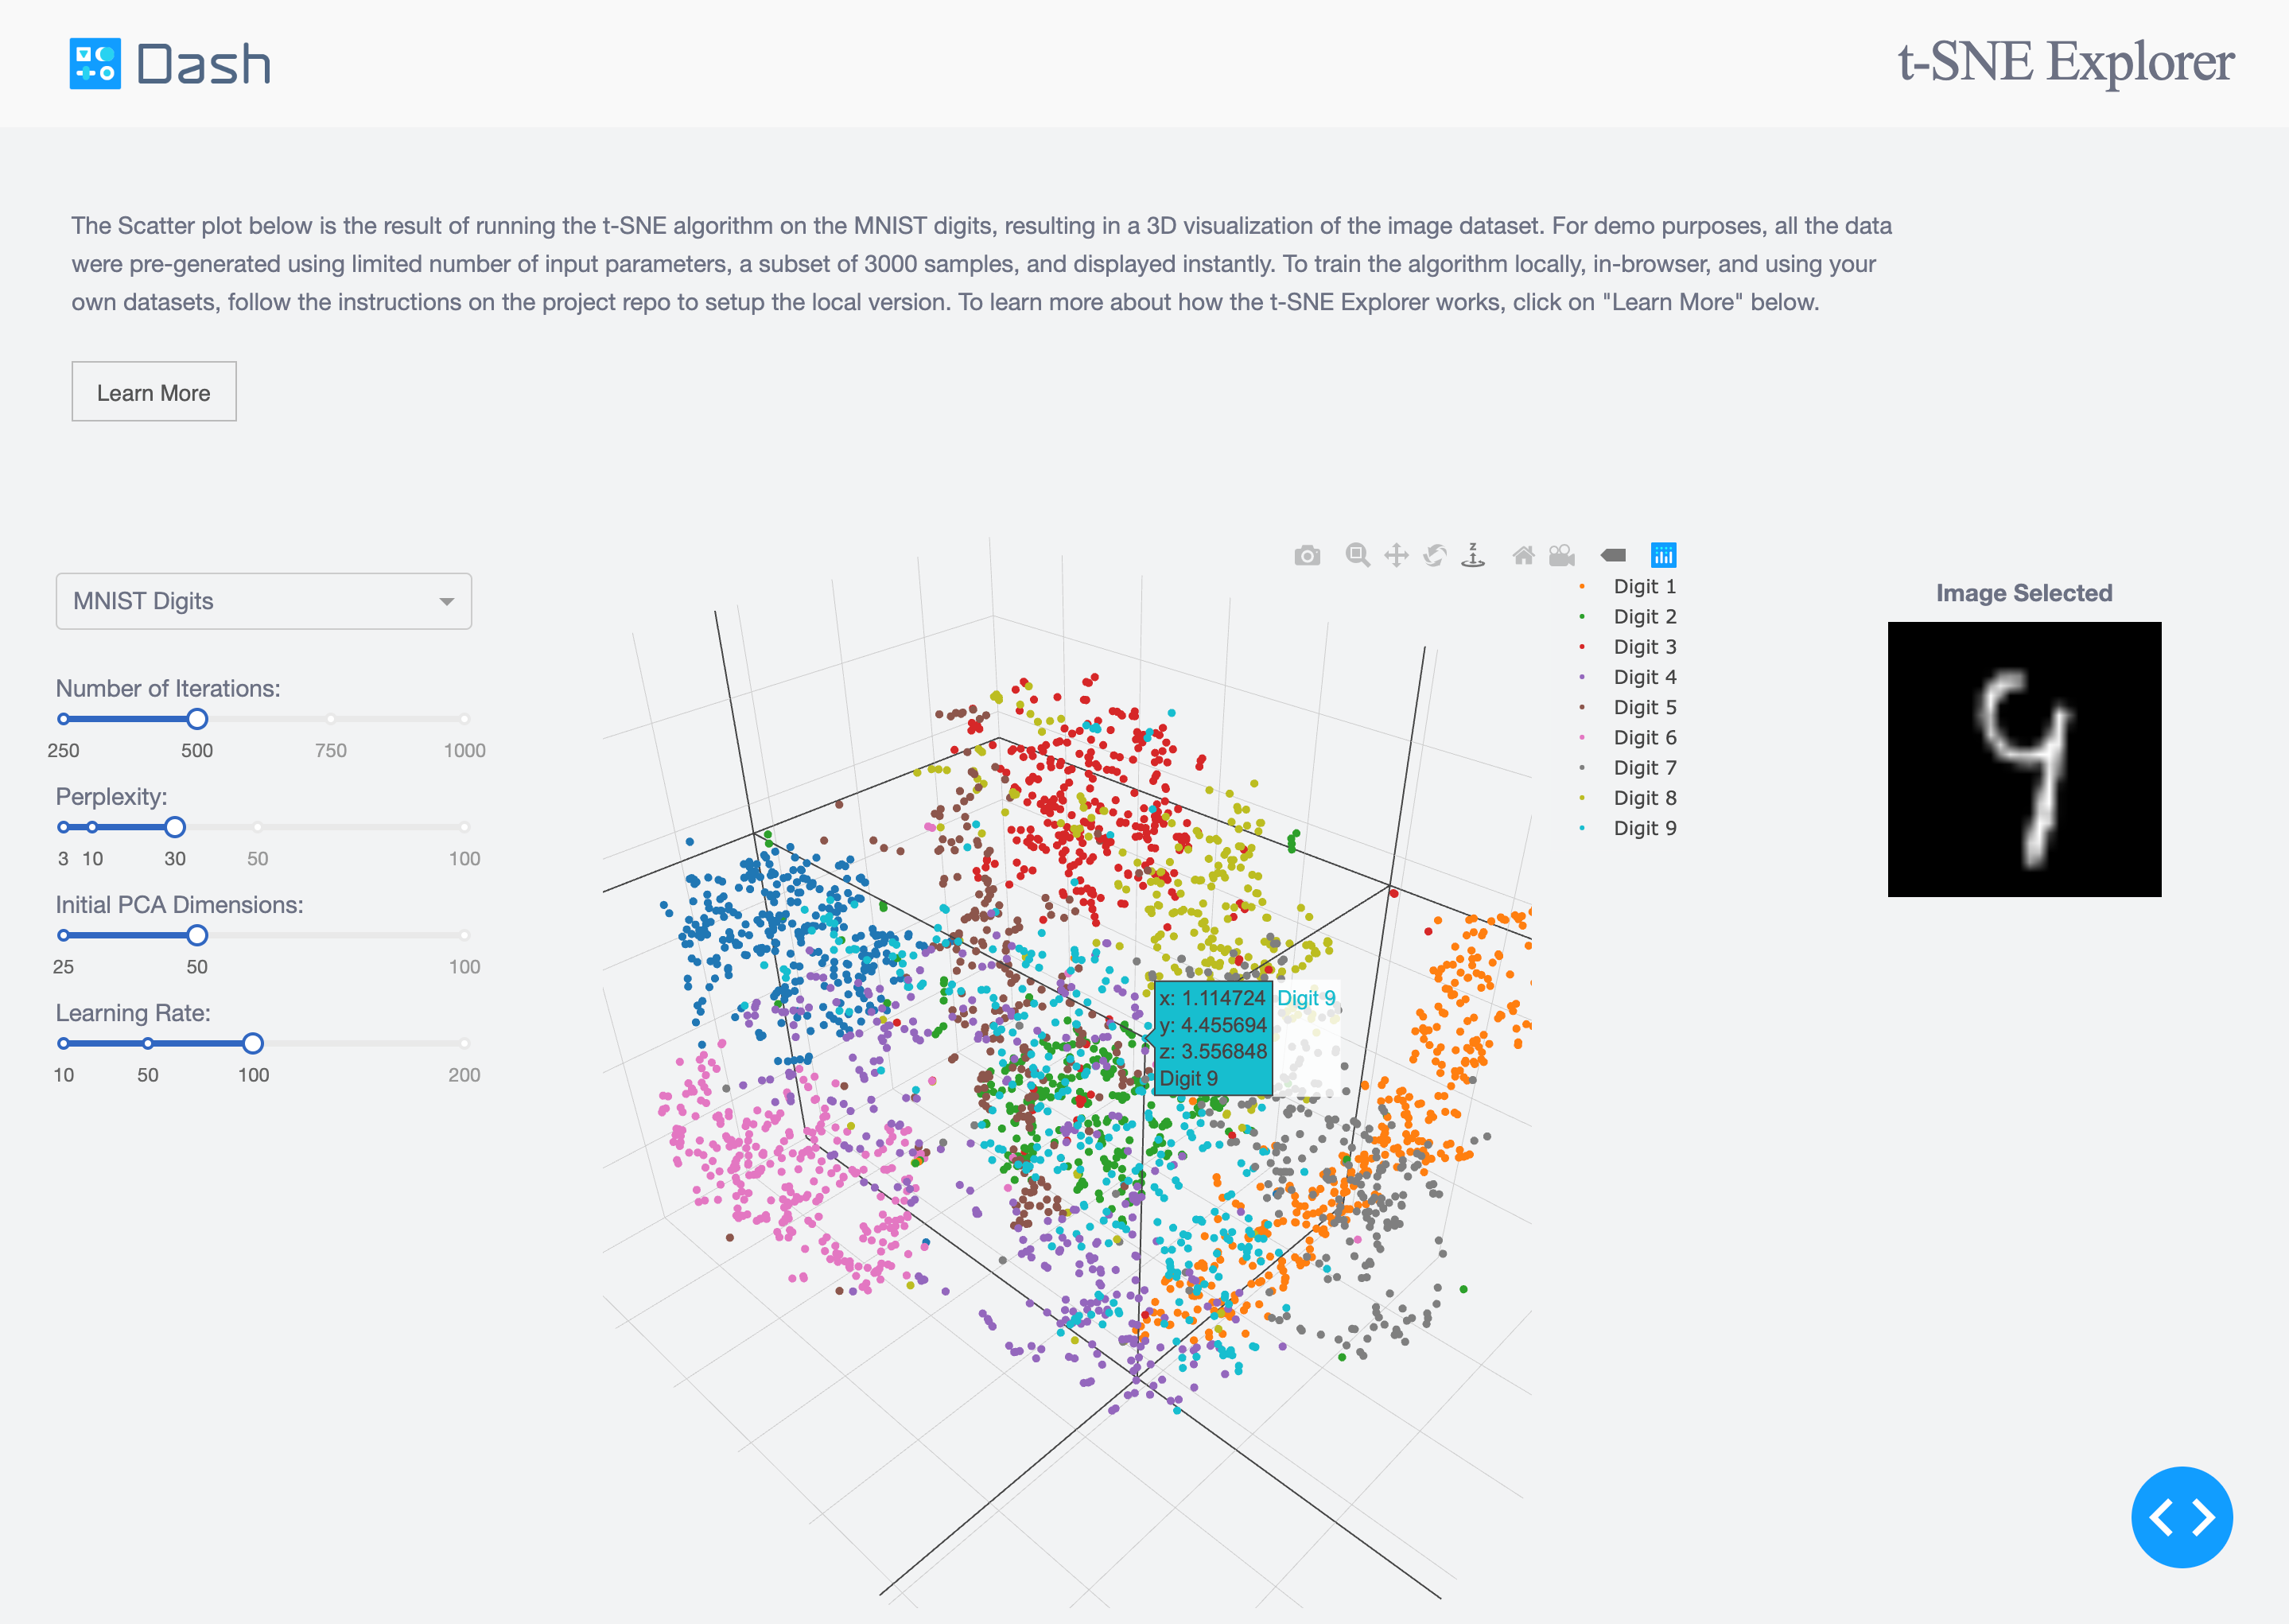 Dash
t-SNE Explorer
The Scatter plot below is the result of running the t-SNE algorithm on the MNIST digits, resulting in a 3D visualization of the image dataset. For demo purposes, all the data
were pre-generated using limited number of input parameters, a subset of 3000 samples, and displayed instantly. To train the algorithm locally, in-browser, and using your
own datasets, follow the instructions on the project repo to setup the local version. To learn more about how the t-SNE Explorer works, click on "Learn More" below.
Learn More
MNIST Digits
Number of Iterations:
250 500 750 1000
Perplexity:
3 10 30 50 100
Initial PCA Dimensions:
25 50 100
Learning Rate:
10 50 100 200
z
Digit 1
Digit 2
Digit 3
Digit 4
Digit 5
Digit 6
Digit 7
Digit 8
Digit 9
x: 1.114724
y: 4.455694
z: 3.556848
Digit 9
Digit 9
Image Selected
9